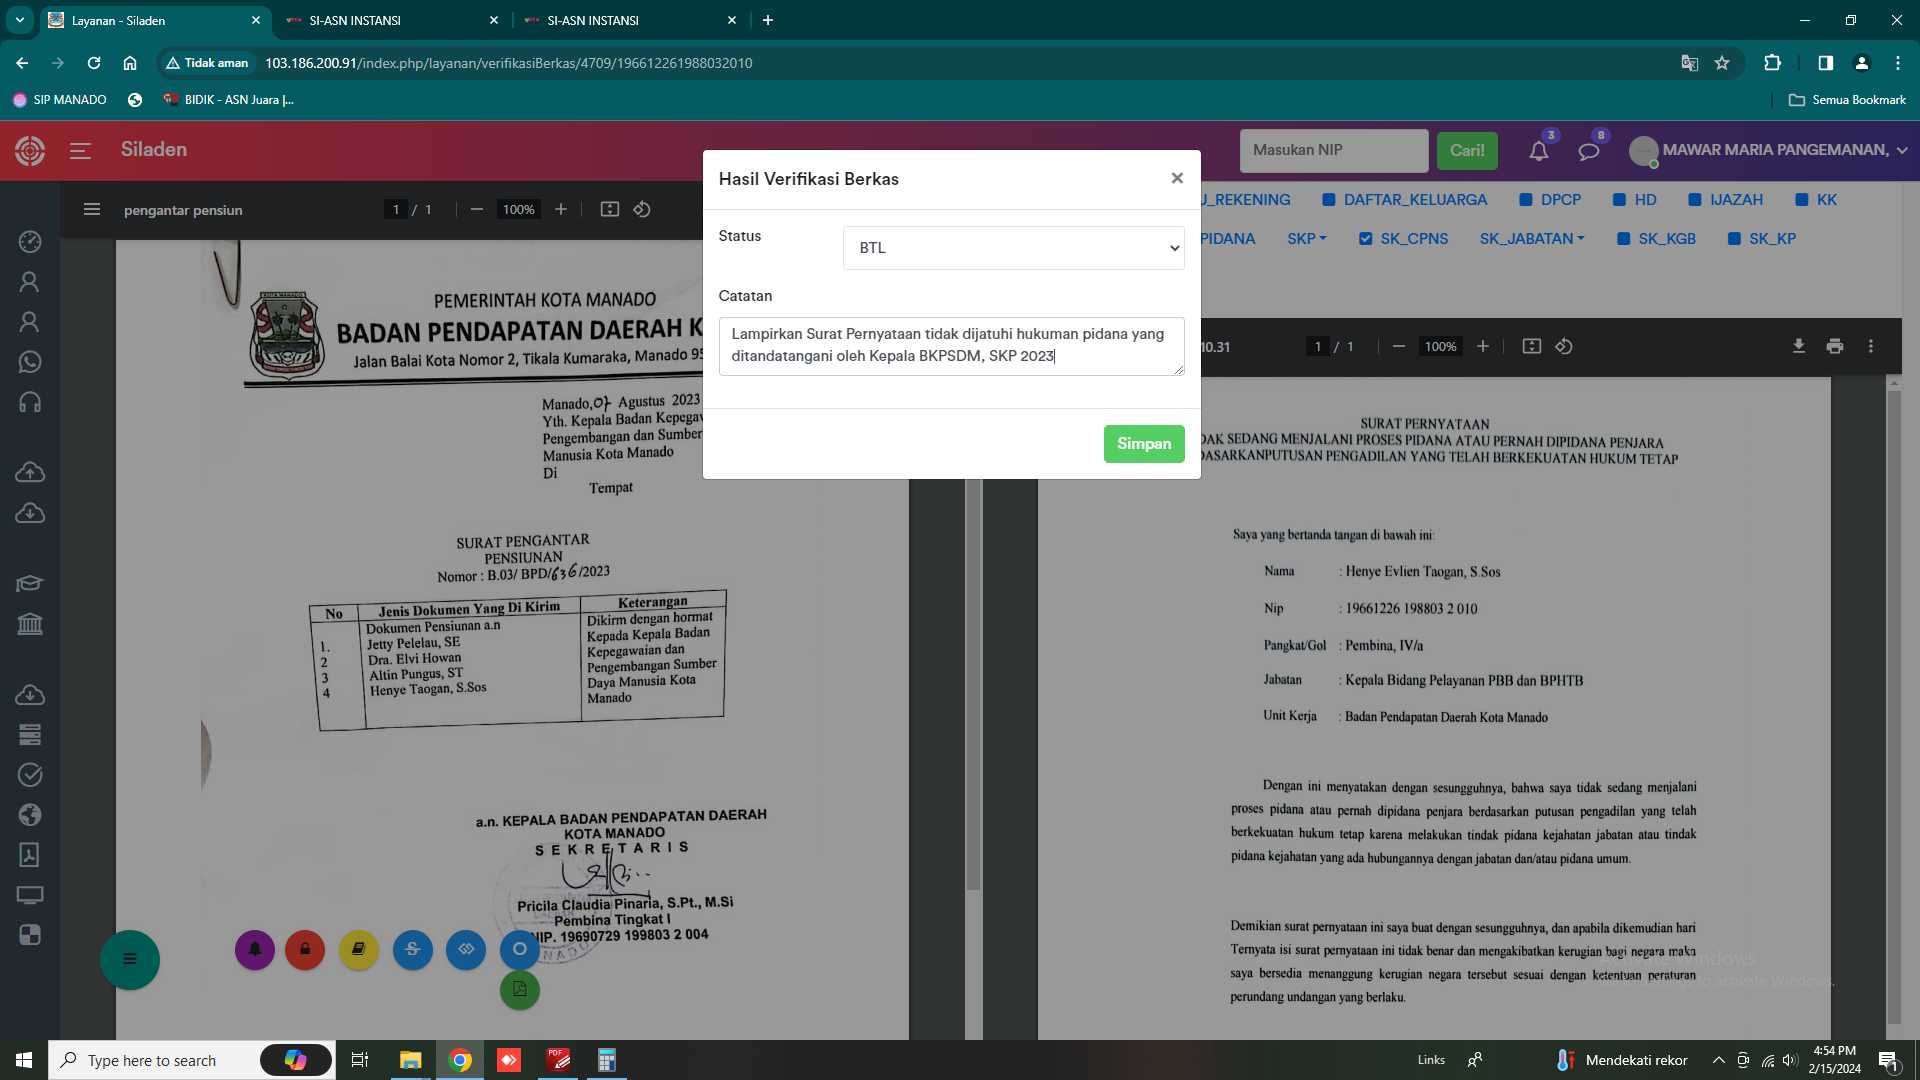 Layanan - Siladen
SI-ASN INSTANSI
SI-ASN INSTANSI
Tidak aman
103.186.200.91/index.php/layanan/verifikasiBerkas/4709/196612261988032010
SIP MANADO
BIDIK - ASN Juara |...
Semua Bookmark
Siladen
Masukan NIP
Cari!
3
8
MAWAR MARIA PANGEMANAN,
pengantar pensiun
1 / 1
100%
PEMERINTAH KOTA MANADO
BADAN PENDAPATAN DAERAH K
Jalan Balai Kota Nomor 2, Tikala Kumaraka, Manado 95
Manado, 07 Agustus 2023
Yth. Kepala Badan Kepegaw
Pengembangan dan Sumber
Manusia Kota Manado
Di
Tempat
SURAT PENGANTAR
PENSIUNAN
Nomor : B.03/ BPD/636/2023
No Jenis Dokumen Yang Di Kirim Keterangan
Dokumen Pensiunan a.n
1. Jetty Pelelau, SE
2 Dra. Elvi Howan
3 Altin Pungus, ST
4 Henye Taogan, S.Sos
Dikirm dengan hormat
Kepada Kepala Badan
Kepegawaian dan
Pengembangan Sumber
Daya Manusia Kota
Manado
a.n. KEPALA BADAN PENDAPATAN DAERAH
KOTA MANADO
S E K R E T A R I S
Pricila Claudia Pinaria, S.Pt., M.Si
Pembina Tingkat I
NIP. 19690729 199803 2 004
Hasil Verifikasi Berkas
Status
BTL
Catatan
Lampirkan Surat Pernyataan tidak dijatuhi hukuman pidana yang
ditandatangani oleh Kepala BKPSDM, SKP 2023
Simpan
U_REKENING
DAFTAR_KELUARGA
DPCP
HD
IJAZAH
KK
PIDANA
SKP
SK_CPNS
SK_JABATAN
SK_KGB
SK_KP
10.31
1 / 1
100%
SURAT PERNYATAAN
DAK SEDANG MENJALANI PROSES PIDANA ATAU PERNAH DIPIDANA PENJARA
DASARKANPUTUSAN PENGADILAN YANG TELAH BERKEKUATAN HUKUM TETAP
Saya yang bertanda tangan di bawah ini:
Nama : Henye Evlien Taogan, S.Sos
Nip : 19661226 198803 2 010
Pangkat/Gol : Pembina, IV/a
Jabatan : Kepala Bidang Pelayanan PBB dan BPHTB
Unit Kerja : Badan Pendapatan Daerah Kota Manado
Dengan ini menyatakan dengan sesungguhnya, bahwa saya tidak sedang menjalani
proses pidana atau pernah dipidana penjara berdasarkan putusan pengadilan yang telah
berkekuatan hukum tetap karena melakukan tindak pidana kejahatan jabatan atau tindak
pidana kejahatan yang ada hubungannya dengan jabatan dan/atau pidana umum.
Demikian surat pernyataan ini saya buat dengan sesungguhnya, dan apabila dikemudian hari
Ternyata isi surat pernyataan ini tidak benar dan mengakibatkan kerugian bagi negara maka
saya bersedia menanggung kerugian negara tersebut sesuai dengan ketentuan peraturan
perundang undangan yang berlaku.
Type here to search
Links
Mendekati rekor
4:54 PM
2/15/2024
1